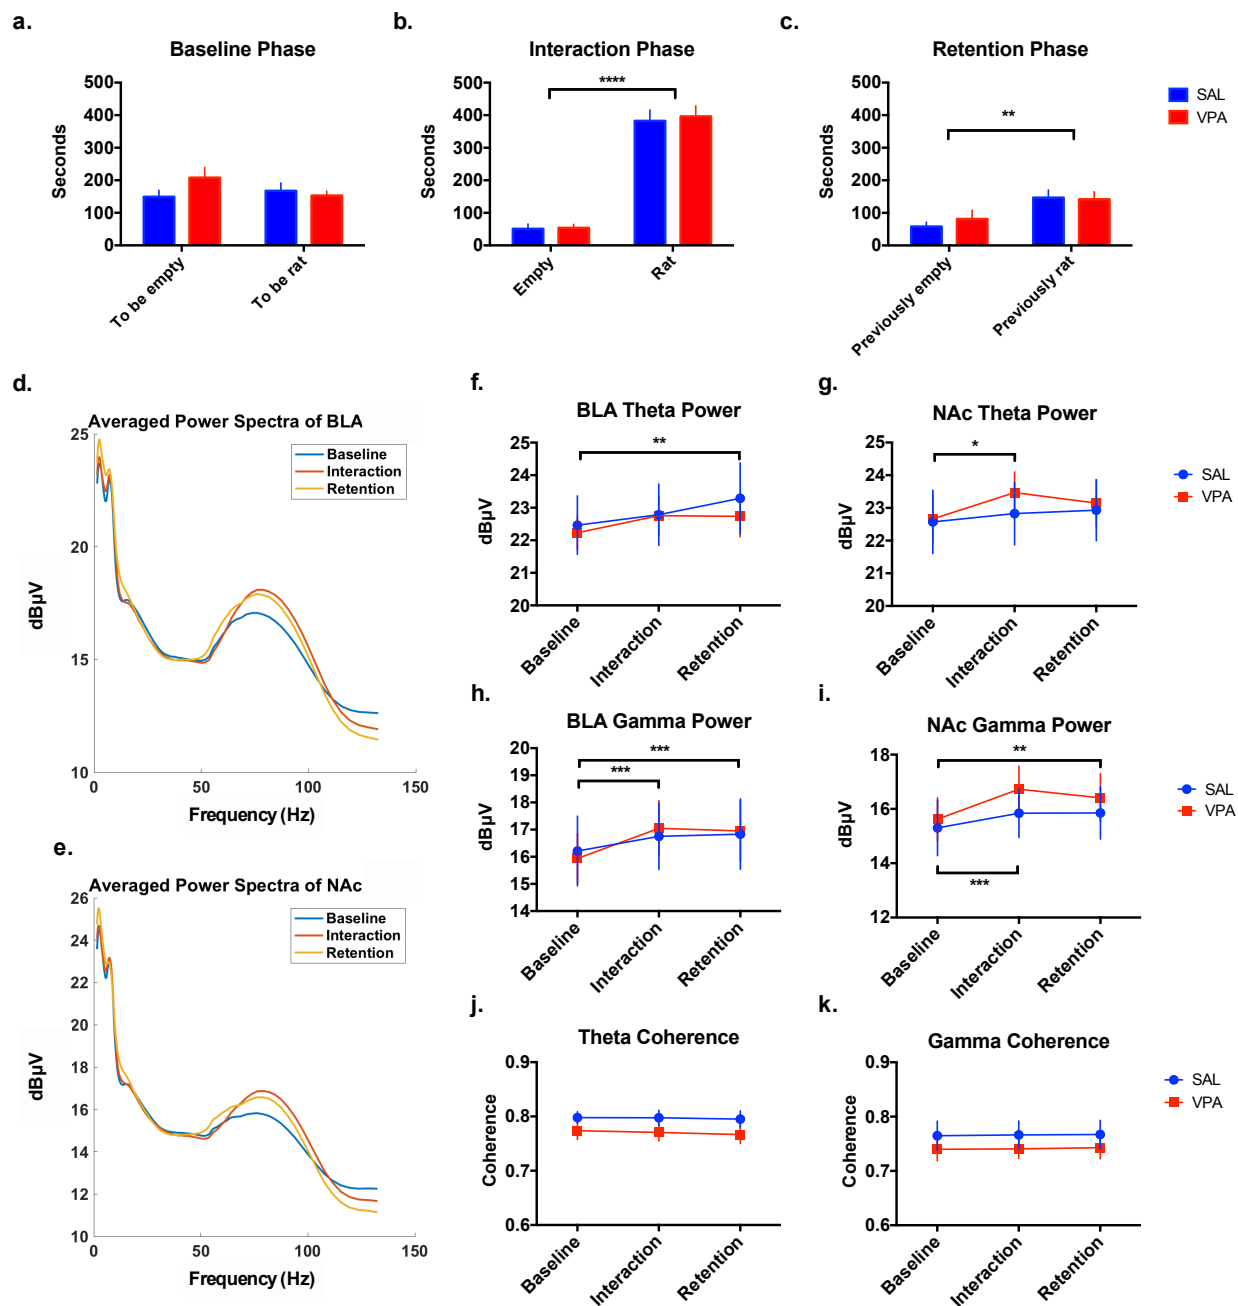 a.
Baseline Phase
500
400
300
200
100
0
Seconds
To be empty
To be rat
b.
Interaction Phase
500
400
300
200
100
0
Seconds
****
Empty
Rat
c.
Retention Phase
500
400
300
200
100
0
Seconds
**
Previously empty
Previously rat
SAL
VPA
d.
Averaged Power Spectra of BLA
25
20
15
10
dBµV
Baseline
Interaction
Retention
0
50
100
150
Frequency (Hz)
e.
Averaged Power Spectra of NAc
26
24
22
20
18
16
14
12
10
dBµV
Baseline
Interaction
Retention
0
50
100
150
Frequency (Hz)
f.
BLA Theta Power
25
24
23
22
21
20
dBµV
**
Baseline
Interaction
Retention
g.
NAc Theta Power
25
24
23
22
21
20
dBµV
*
Baseline
Interaction
Retention
SAL
VPA
h.
BLA Gamma Power
20
19
18
17
16
15
14
dBµV
***
***
Baseline
Interaction
Retention
i.
NAc Gamma Power
18
16
14
12
dBµV
**
***
Baseline
Interaction
Retention
SAL
VPA
j.
Theta Coherence
0.9
0.8
0.7
0.6
Coherence
Baseline
Interaction
Retention
k.
Gamma Coherence
0.9
0.8
0.7
0.6
Coherence
Baseline
Interaction
Retention
SAL
VPA